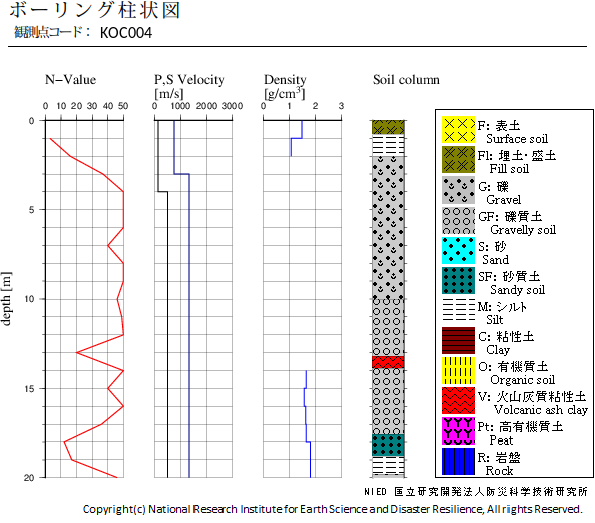 ボーリング柱状図
観測点コード： KOC004
N−Value
0 10 20 30 40 50
P,S Velocity
[m/s]
0 1000 2000 3000
Density
[g/cm3]
0 1 2 3
Soil column
depth [m]
0
5
10
15
20
F: 表土
Surface soil
Fl: 埋土・盛土
Fill soil
G: 礫
Gravel
GF: 礫質土
Gravelly soil
S: 砂
Sand
SF: 砂質土
Sandy soil
M: シルト
Silt
C: 粘性土
Clay
O: 有機質土
Organic soil
V: 火山灰質粘性土
Volcanic ash clay
Pt: 高有機質土
Peat
R: 岩盤
Rock
NIED 国立研究開発法人防災科学技術研究所
Copyright(c) National Research Institute for Earth Science and Disaster Resilience, All rights Reserved.